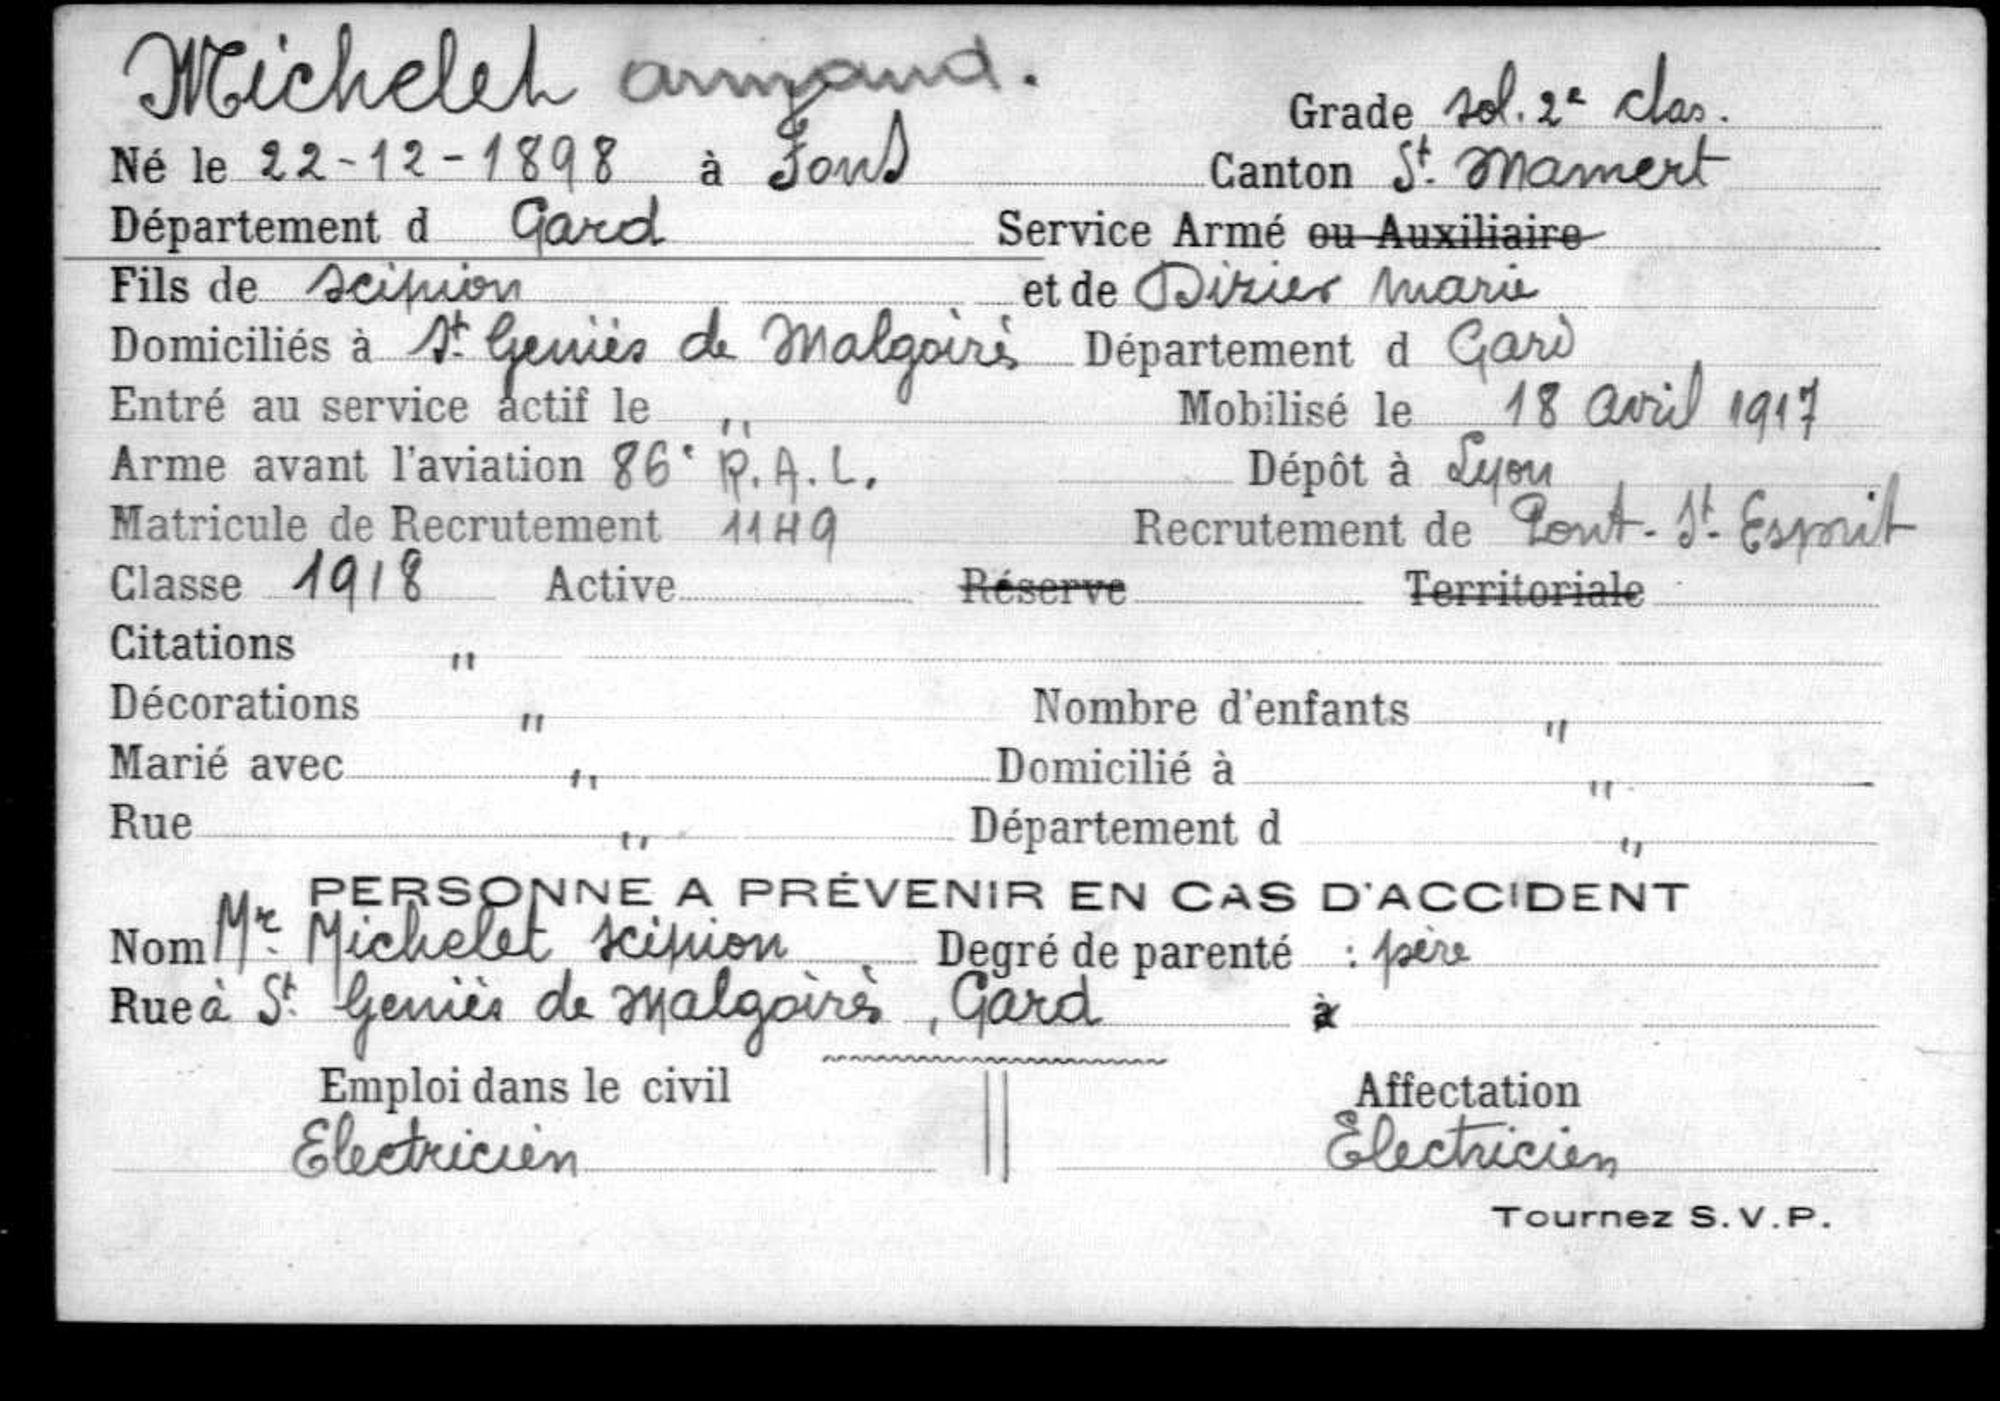 Michelet armand.
Grade sol. 2e clas.
Né le 22-12-1898 à Fons Canton St. Mamert
Département d Gard Service Armé ou Auxiliaire
Fils de scipion et de Dizier Marie
Domiciliés à St. Geniès de Malgoirès Département d Gard
Entré au service actif le " Mobilisé le 18 avril 1917
Arme avant l'aviation 86e R.A.L. Dépôt à Lyon
Matricule de Recrutement 1149 Recrutement de Pont-St-Esprit
Classe 1918 Active Réserve Territoriale
Citations "
Décorations " Nombre d'enfants "
Marié avec " Domicilié à "
Rue " Département d "
PERSONNE A PRÉVENIR EN CAS D'ACCIDENT
Nom Mr. Michelet scipion Degré de parenté : père
Rue à St. Geniès de Malgoirès, Gard à
Emploi dans le civil Affectation
Electricien Electricien
Tournez S.V.P.